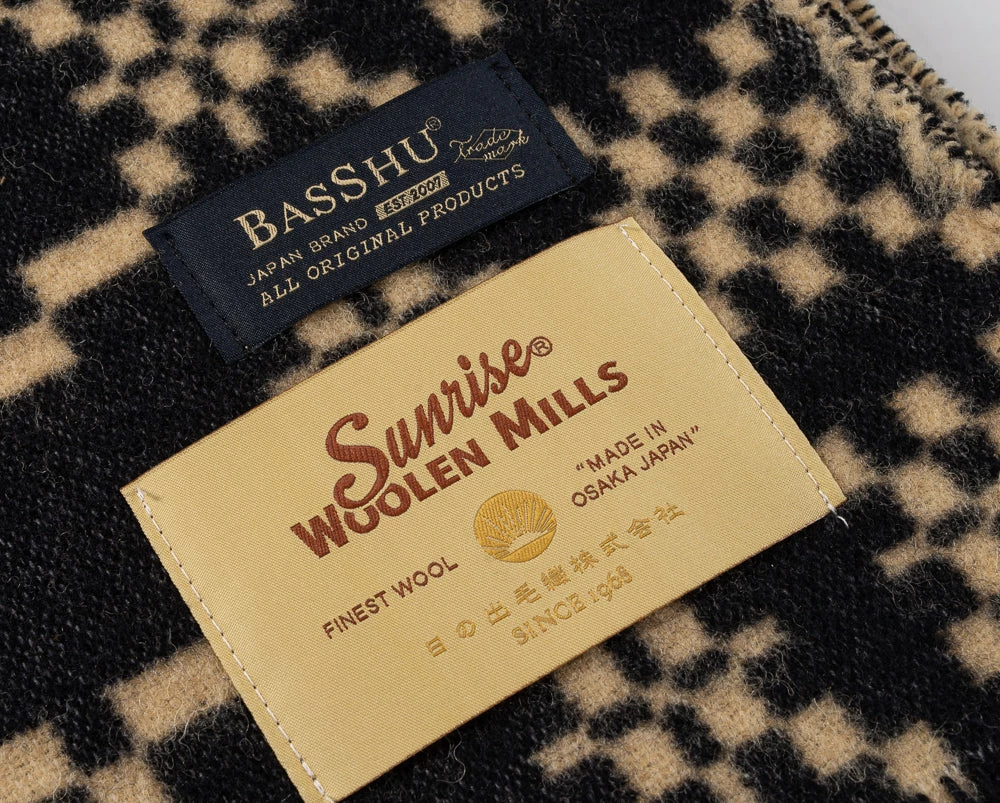 BASSHU® Trade mark
JAPAN BRAND EST 2007
ALL ORIGINAL PRODUCTS
Sunrise®
WOOLEN MILLS
FINEST WOOL
"MADE IN
OSAKA JAPAN"
日の出毛織株式会社
SINCE 1968